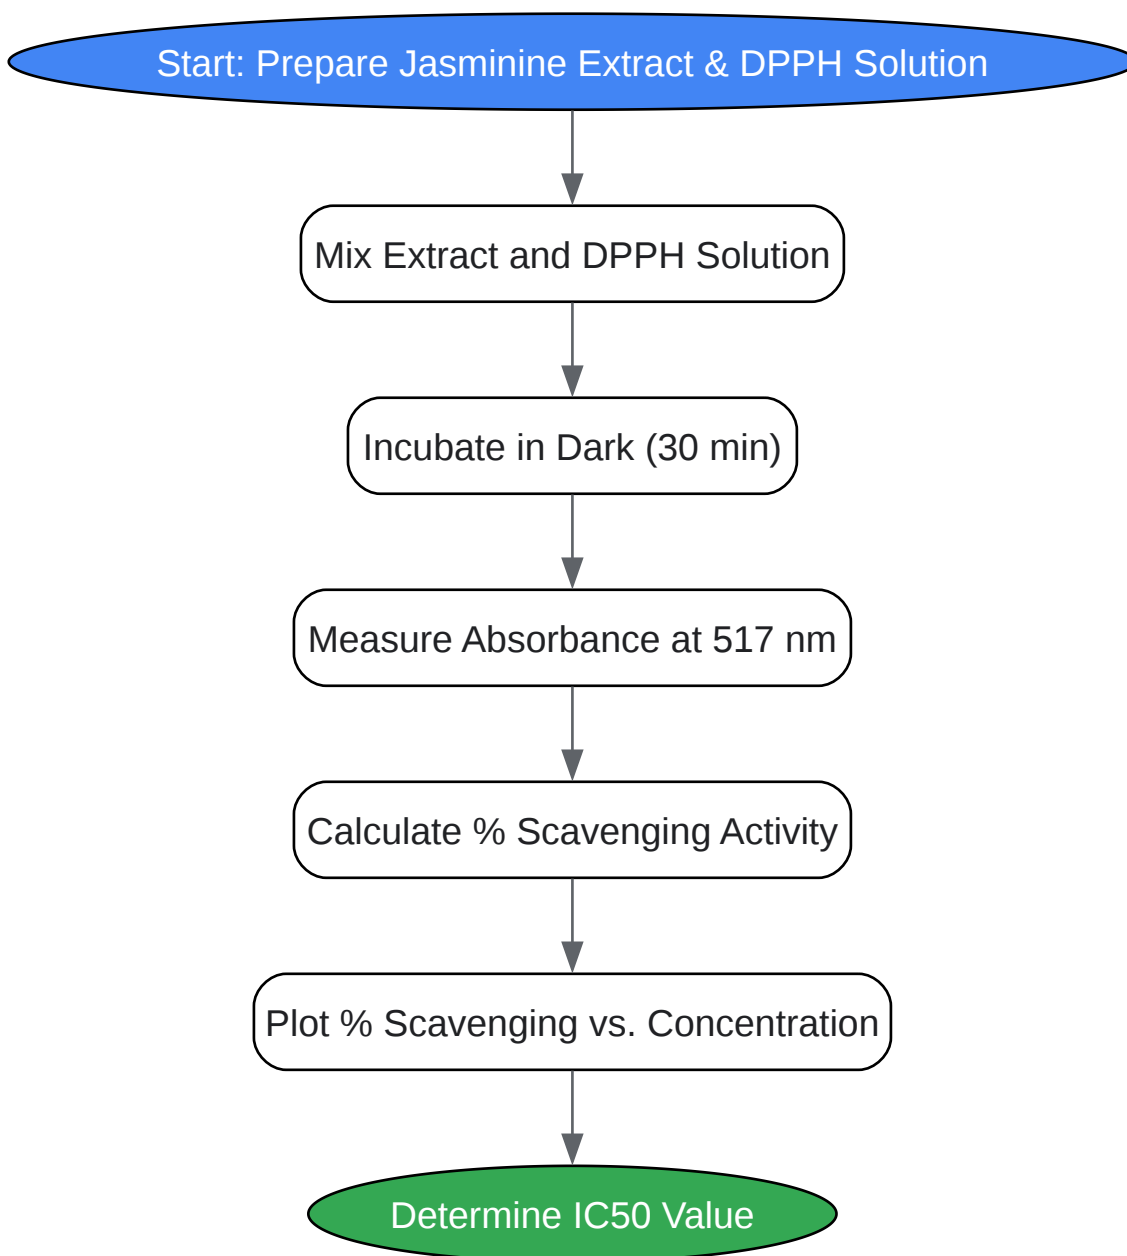 Start: Prepare Jasminine Extract & DPPH Solution
Mix Extract and DPPH Solution
Incubate in Dark (30 min)
Measure Absorbance at 517 nm
Calculate % Scavenging Activity
Plot % Scavenging vs. Concentration
Determine IC50 Value